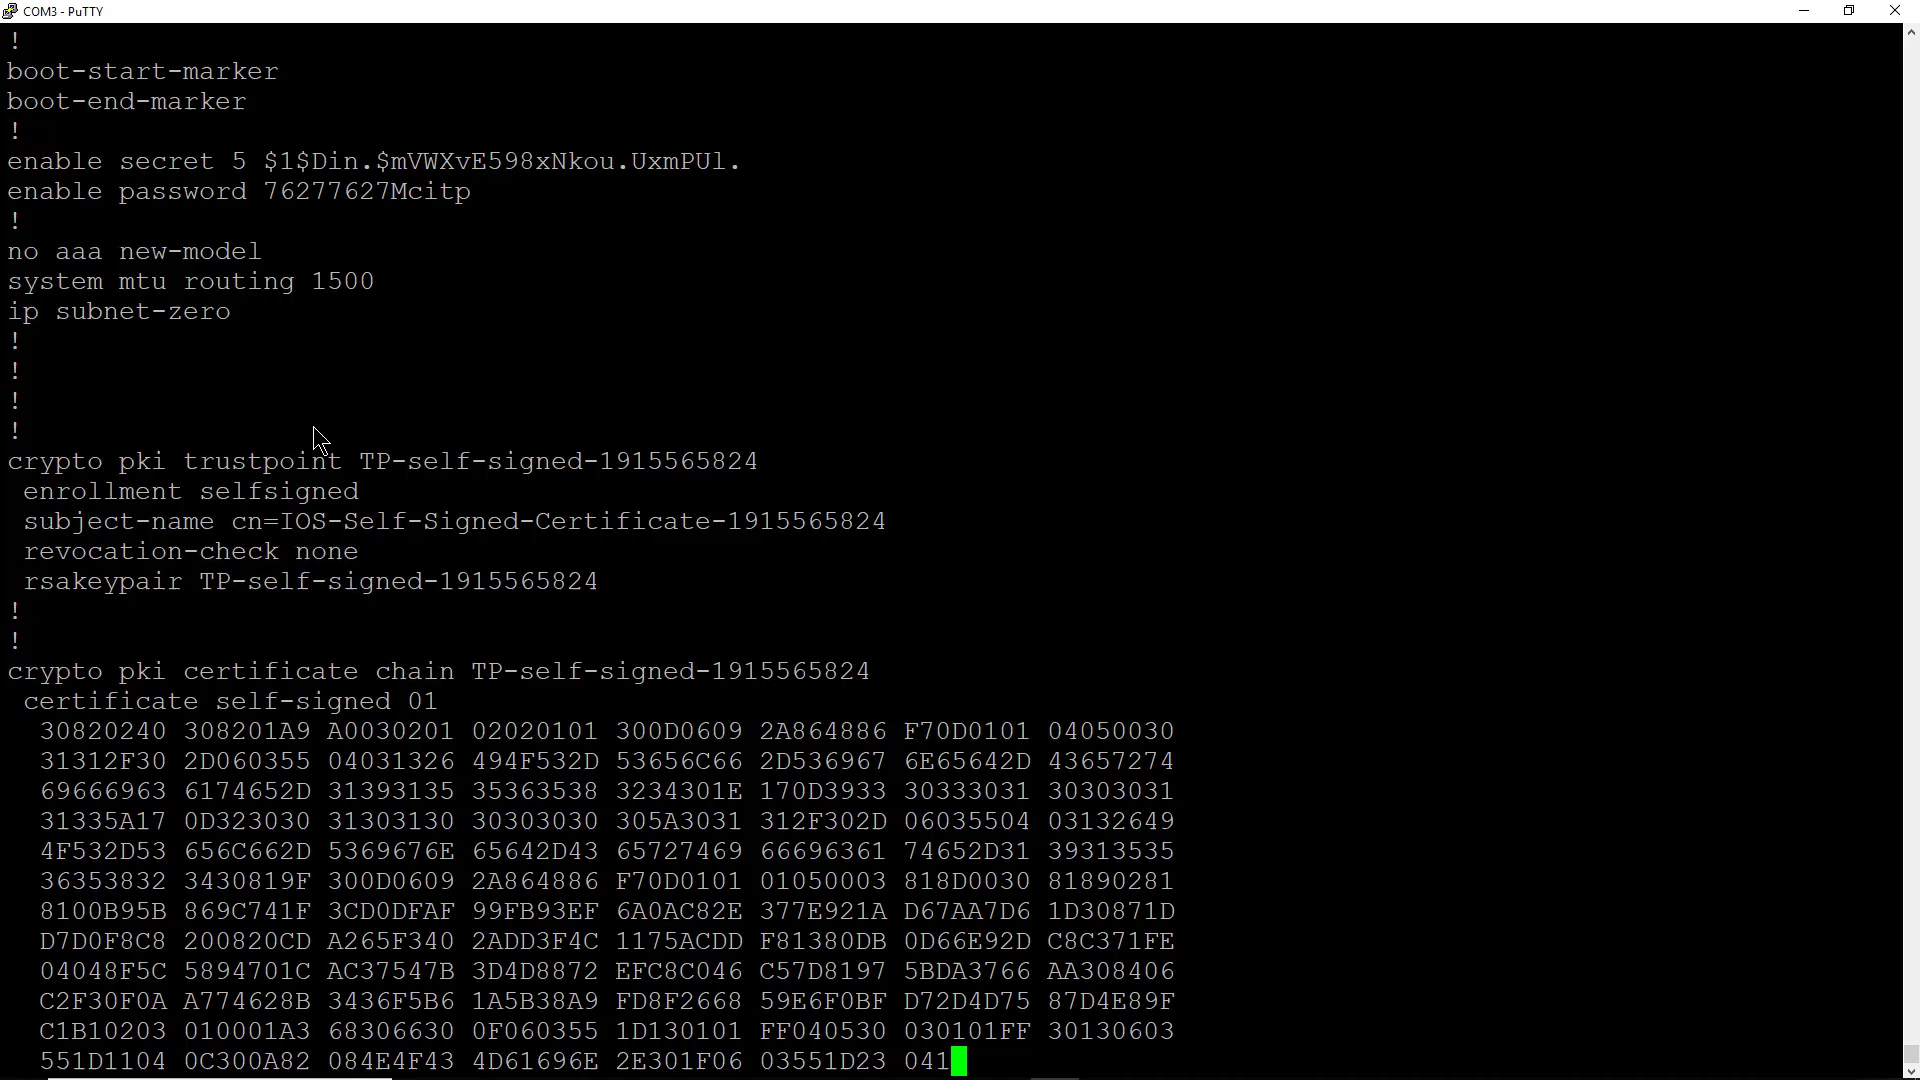 COM3 - PuTTY
!
boot-start-marker
boot-end-marker
!
enable secret 5 $1$Din.$mVWXvE598xNkou.UxmPUl.
enable password 76277627Mcitp
!
no aaa new-model
system mtu routing 1500
ip subnet-zero
!
!
!
!
crypto pki trustpoint TP-self-signed-1915565824
 enrollment selfsigned
 subject-name cn=IOS-Self-Signed-Certificate-1915565824
 revocation-check none
 rsakeypair TP-self-signed-1915565824
!
!
crypto pki certificate chain TP-self-signed-1915565824
 certificate self-signed 01
  30820240 308201A9 A0030201 02020101 300D0609 2A864886 F70D0101 04050030
  31312F30 2D060355 04031326 494F532D 53656C66 2D536967 6E65642D 43657274
  69666963 6174652D 31393135 35363538 3234301E 170D3933 30333031 30303031
  31335A17 0D323030 31303130 30303030 305A3031 312F302D 06035504 03132649
  4F532D53 656C662D 5369676E 65642D43 65727469 66696361 74652D31 39313535
  36353832 3430819F 300D0609 2A864886 F70D0101 01050003 818D0030 81890281
  8100B95B 869C741F 3CD0DFAF 99FB93EF 6A0AC82E 377E921A D67AA7D6 1D30871D
  D7D0F8C8 200820CD A265F340 2ADD3F4C 1175ACDD F81380DB 0D66E92D C8C371FE
  04048F5C 5894701C AC37547B 3D4D8872 EFC8C046 C57D8197 5BDA3766 AA308406
  C2F30F0A A774628B 3436F5B6 1A5B38A9 FD8F2668 59E6F0BF D72D4D75 87D4E89F
  C1B10203 010001A3 68306630 0F060355 1D130101 FF040530 030101FF 30130603
  551D1104 0C300A82 084E4F43 4D61696E 2E301F06 03551D23 041